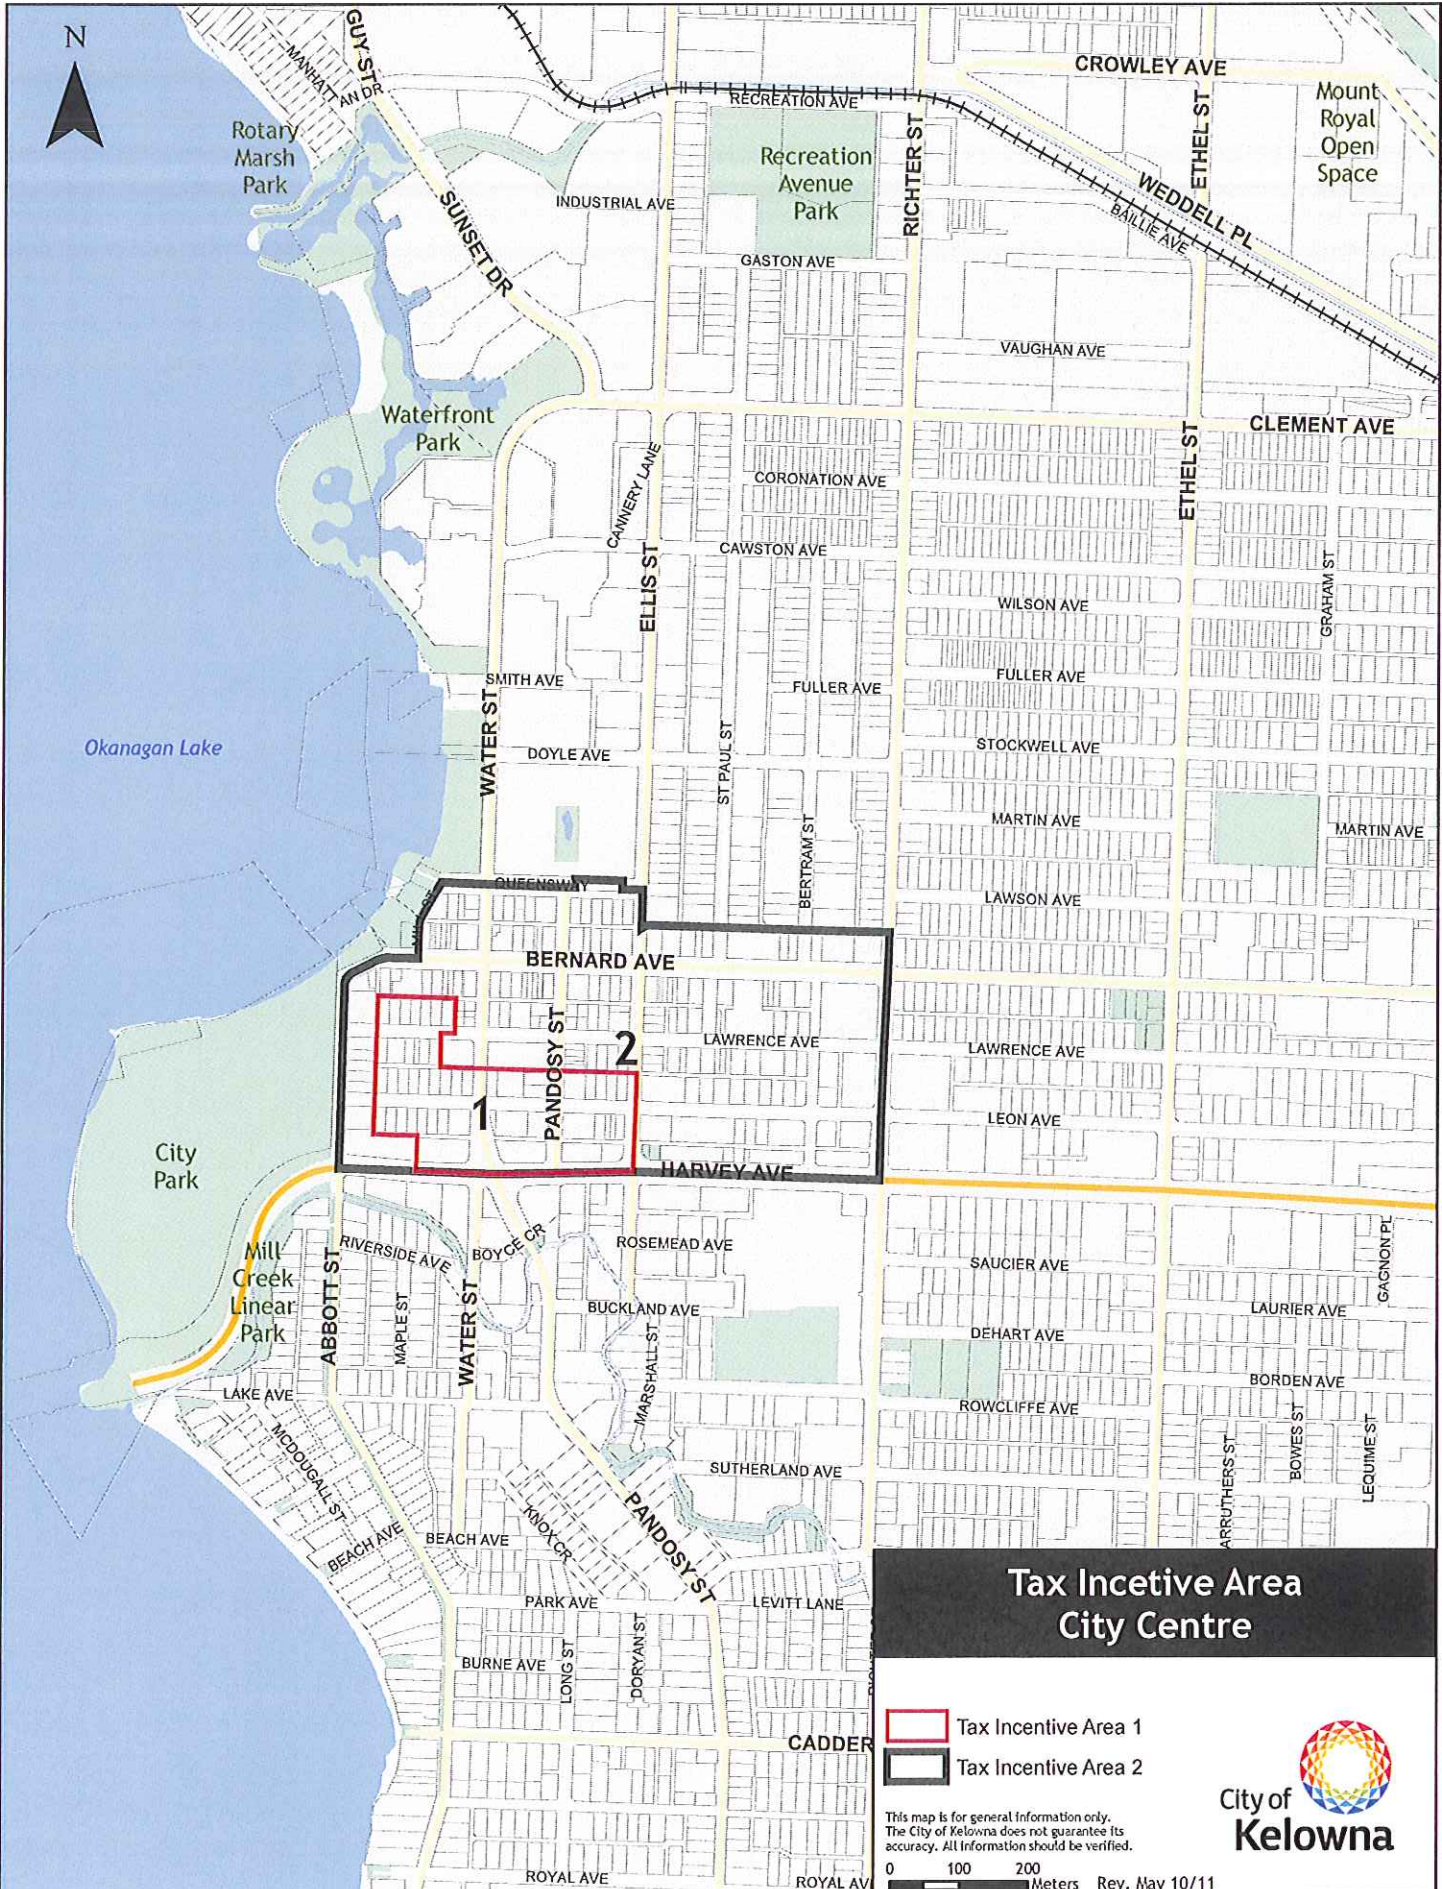 N
GUY ST
MANHATTAN DR
CROWLEY AVE
RECREATION AVE
Mount
Royal
Open
Space
Rotary
Marsh
Park
Recreation
Avenue
Park
RICHTER ST
ETHEL ST
WEDDELL PL
BAILLIE AVE
INDUSTRIAL AVE
SUNSET DR
GASTON AVE
VAUGHAN AVE
Waterfront
Park
CLEMENT AVE
CANNERY LANE
CORONATION AVE
ETHEL ST
CAWSTON AVE
ELLIS ST
WILSON AVE
GRAHAM ST
SMITH AVE
FULLER AVE
FULLER AVE
WATER ST
Okanagan Lake
DOYLE AVE
ST PAUL ST
STOCKWELL AVE
BERTRAM ST
MARTIN AVE
MARTIN AVE
QUEENSWAY
LAWSON AVE
BERNARD AVE
PANDOSY ST
2
LAWRENCE AVE
LAWRENCE AVE
1
LEON AVE
City
Park
HARVEY AVE
Mill
Creek
Linear
Park
ABBOTT ST
RIVERSIDE AVE
BOYCE CR
ROSEMEAD AVE
SAUCIER AVE
GAGNON PL
MAPLE ST
WATER ST
BUCKLAND AVE
LAURIER AVE
MARSHALL ST
DEHART AVE
LAKE AVE
BORDEN AVE
ROWCLIFFE AVE
MCDOUGALL ST
BOWES ST
LEQUIME ST
ARRUTHERS ST
SUTHERLAND AVE
PANDOSY ST
KNOX CR
BEACH AVE
BEACH AVE
PARK AVE
LEVITT LANE
BURNE AVE
LONG ST
DORYAN ST
CADDER
ROYAL AVE
ROYAL AV
Tax Incetive Area
City Centre
Tax Incentive Area 1
Tax Incentive Area 2
City of
Kelowna
This map is for general information only.
The City of Kelowna does not guarantee its
accuracy. All information should be verified.
0 100 200
Meters Rev. May 10/11